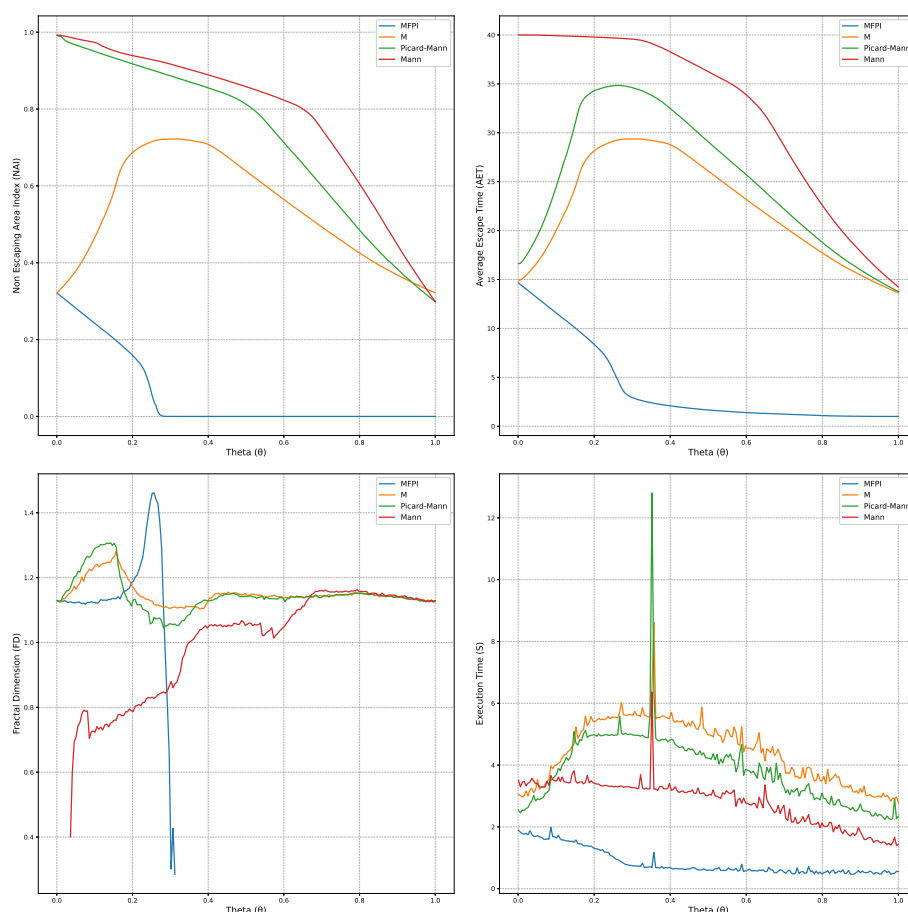 MFPI
M
Picard-Mann
Mann
Non Escaping Area Index (NAI)
1.0
0.8
0.6
0.4
0.2
0.0
0.0 0.2 0.4 0.6 0.8 1.0
Theta (θ)
MFPI
M
Picard-Mann
Mann
Average Escape Time (AET)
40
35
30
25
20
15
10
5
0
0.0 0.2 0.4 0.6 0.8 1.0
Theta (θ)
MFPI
M
Picard-Mann
Mann
Fractal Dimension (FD)
1.4
1.2
1.0
0.8
0.6
0.4
0.0 0.2 0.4 0.6 0.8 1.0
Theta (θ)
MFPI
M
Picard-Mann
Mann
Execution Time (S)
12
10
8
6
4
2
0
0.0 0.2 0.4 0.6 0.8 1.0
Theta (θ)